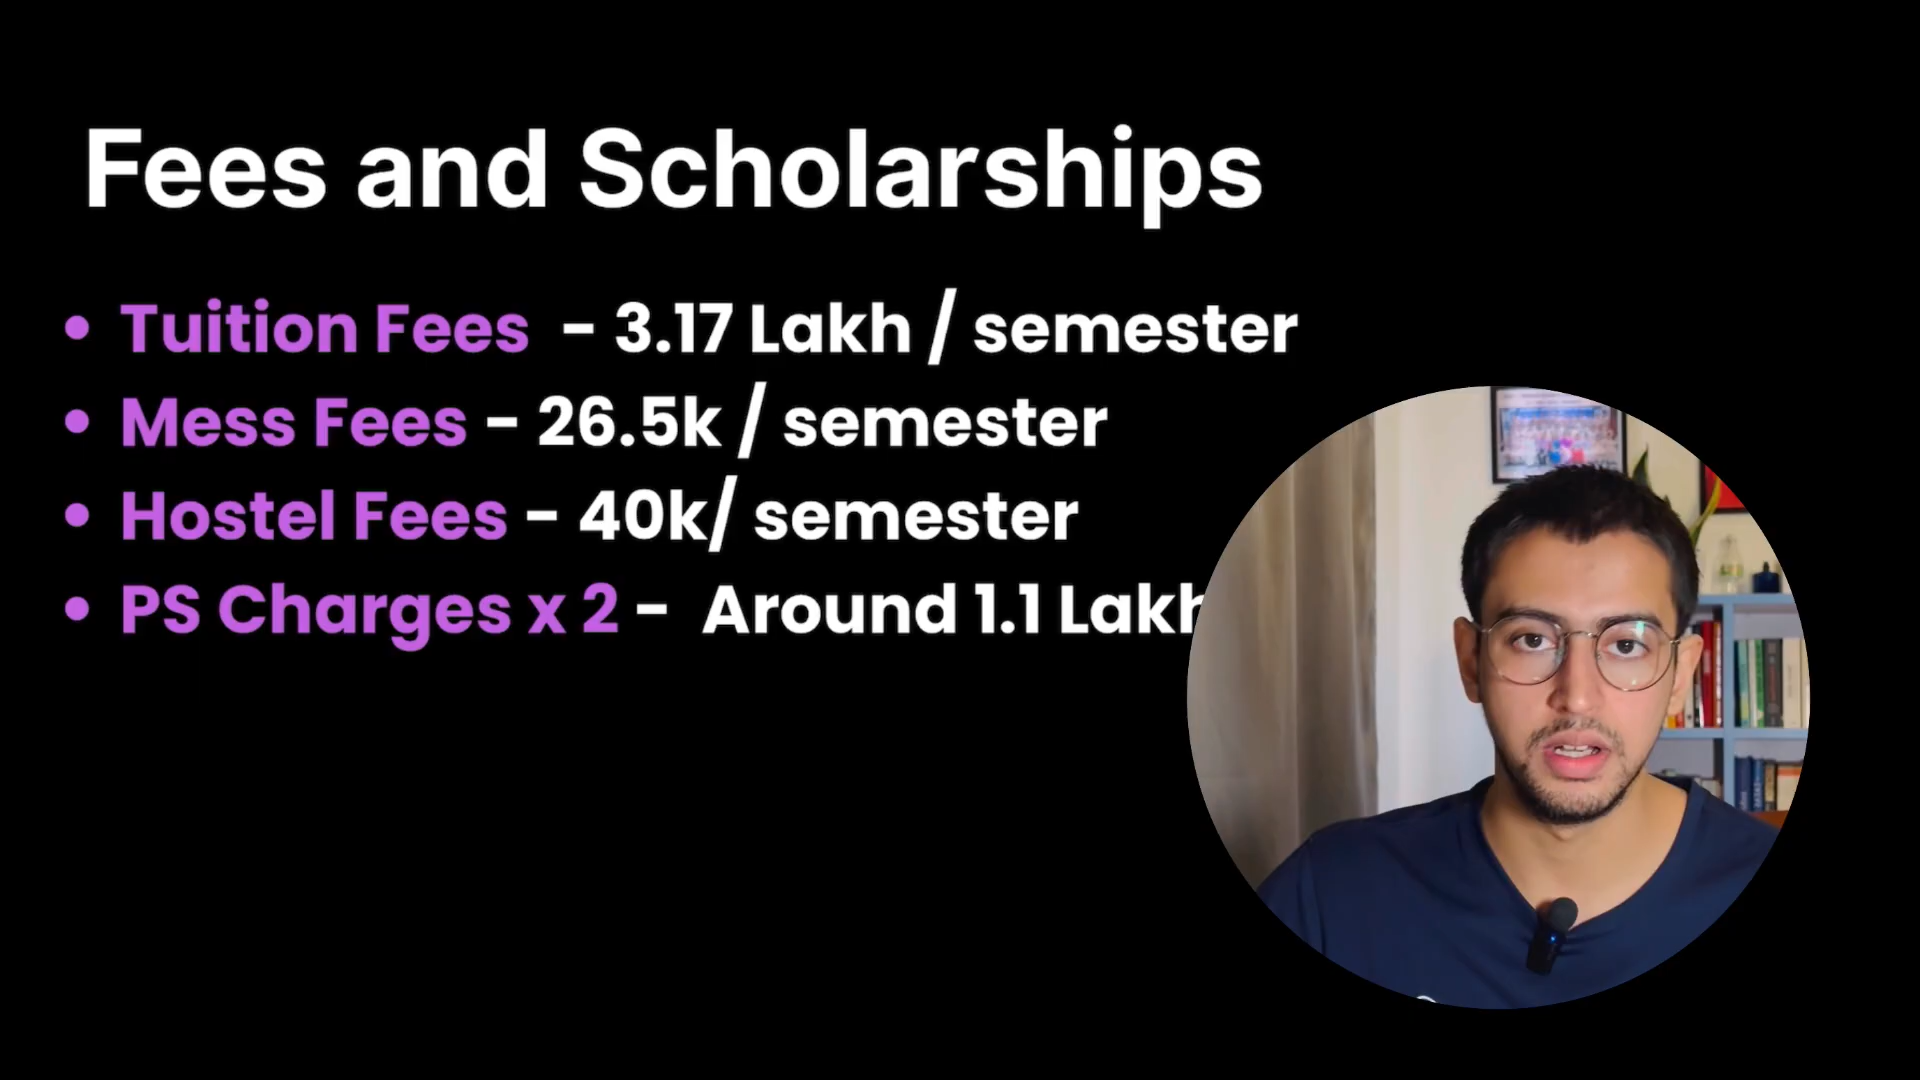 Fees and Scholarships
• Tuition Fees - 3.17 Lakh / semester
• Mess Fees - 26.5k / semester
• Hostel Fees - 40k/ semester
• PS Charges x 2 - Around 1.1 Lakh